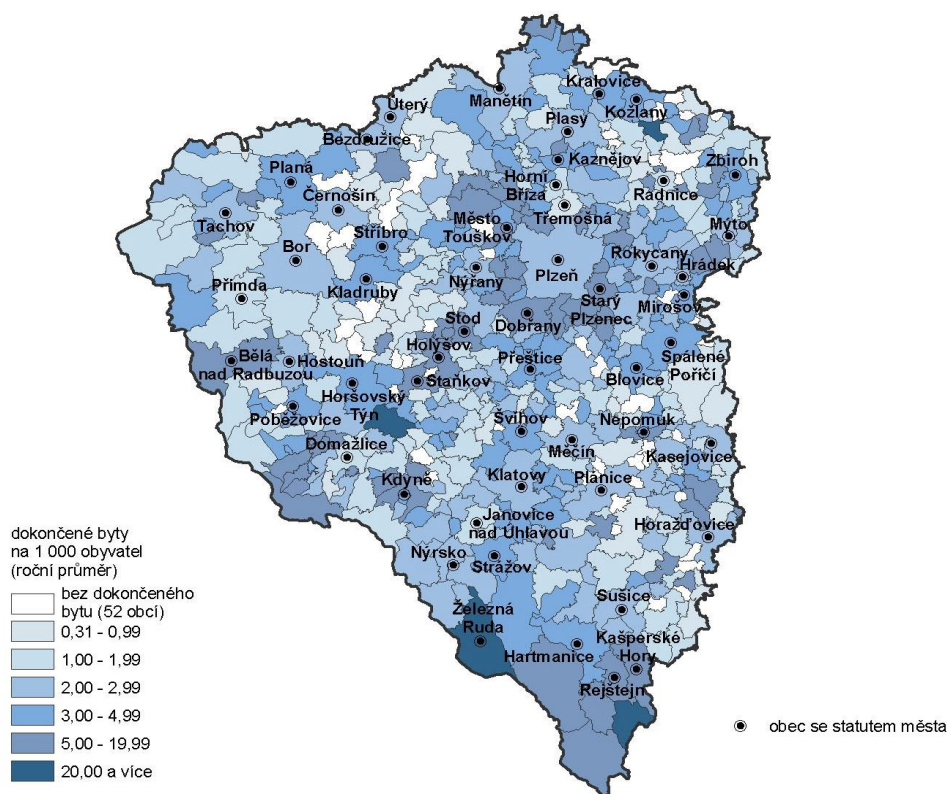 Manětín
Kralovice
Kožlany
Úterý
Plasy
Bezdružice
Kaznějov
Zbiroh
Planá
Horní
Bříza
Radnice
Černošín
Třemošná
Tachov
Město
Touškov
Mýto
Stříbro
Bor
Rokycany
Hrádek
Plzeň
Nýřany
Přimda
Kladruby
Starý
Plzenec
Mirošov
Stod
Dobřany
Holýšov
Spálené
Poříčí
Bělá
nad Radbuzou
Hostouň
Přeštice
Blovice
Staňkov
Horšovský
Týn
Poběžovice
Švihov
Nepomuk
Domažlice
Měčín
Kasejovice
Kdyně
Klatovy
Plánice
Janovice
nad Úhlavou
Horažďovice
Nýrsko
Strážov
Sušice
Železná
Ruda
Hartmanice
Kašperské
Hory
Rejštejn
dokončené byty
na 1 000 obyvatel
(roční průměr)
bez dokončeného
bytu (52 obcí)
0,31 - 0,99
1,00 - 1,99
2,00 - 2,99
3,00 - 4,99
5,00 - 19,99
20,00 a více
obec se statutem města